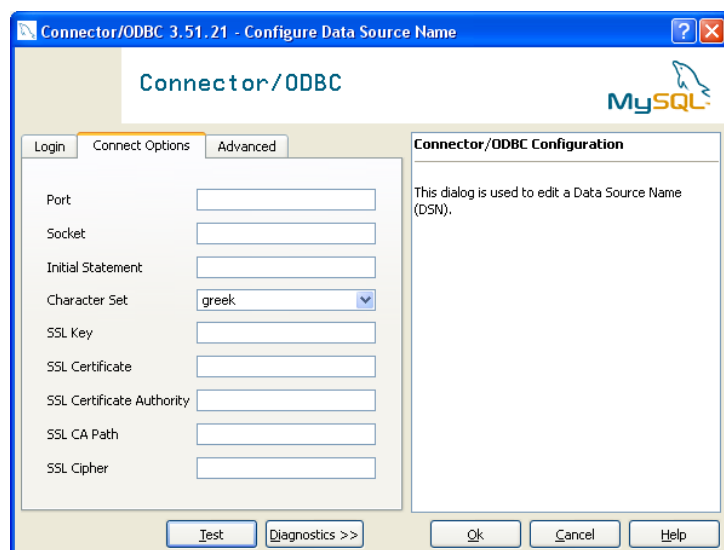 Connector/ODBC 3.51.21 - Configure Data Source Name
Connector/ODBC
MySQL
Login
Connect Options
Advanced
Port
Socket
Initial Statement
Character Set
greek
SSL Key
SSL Certificate
SSL Certificate Authority
SSL CA Path
SSL Cipher
Connector/ODBC Configuration
This dialog is used to edit a Data Source Name
(DSN).
Test
Diagnostics >>
Ok
Cancel
Help